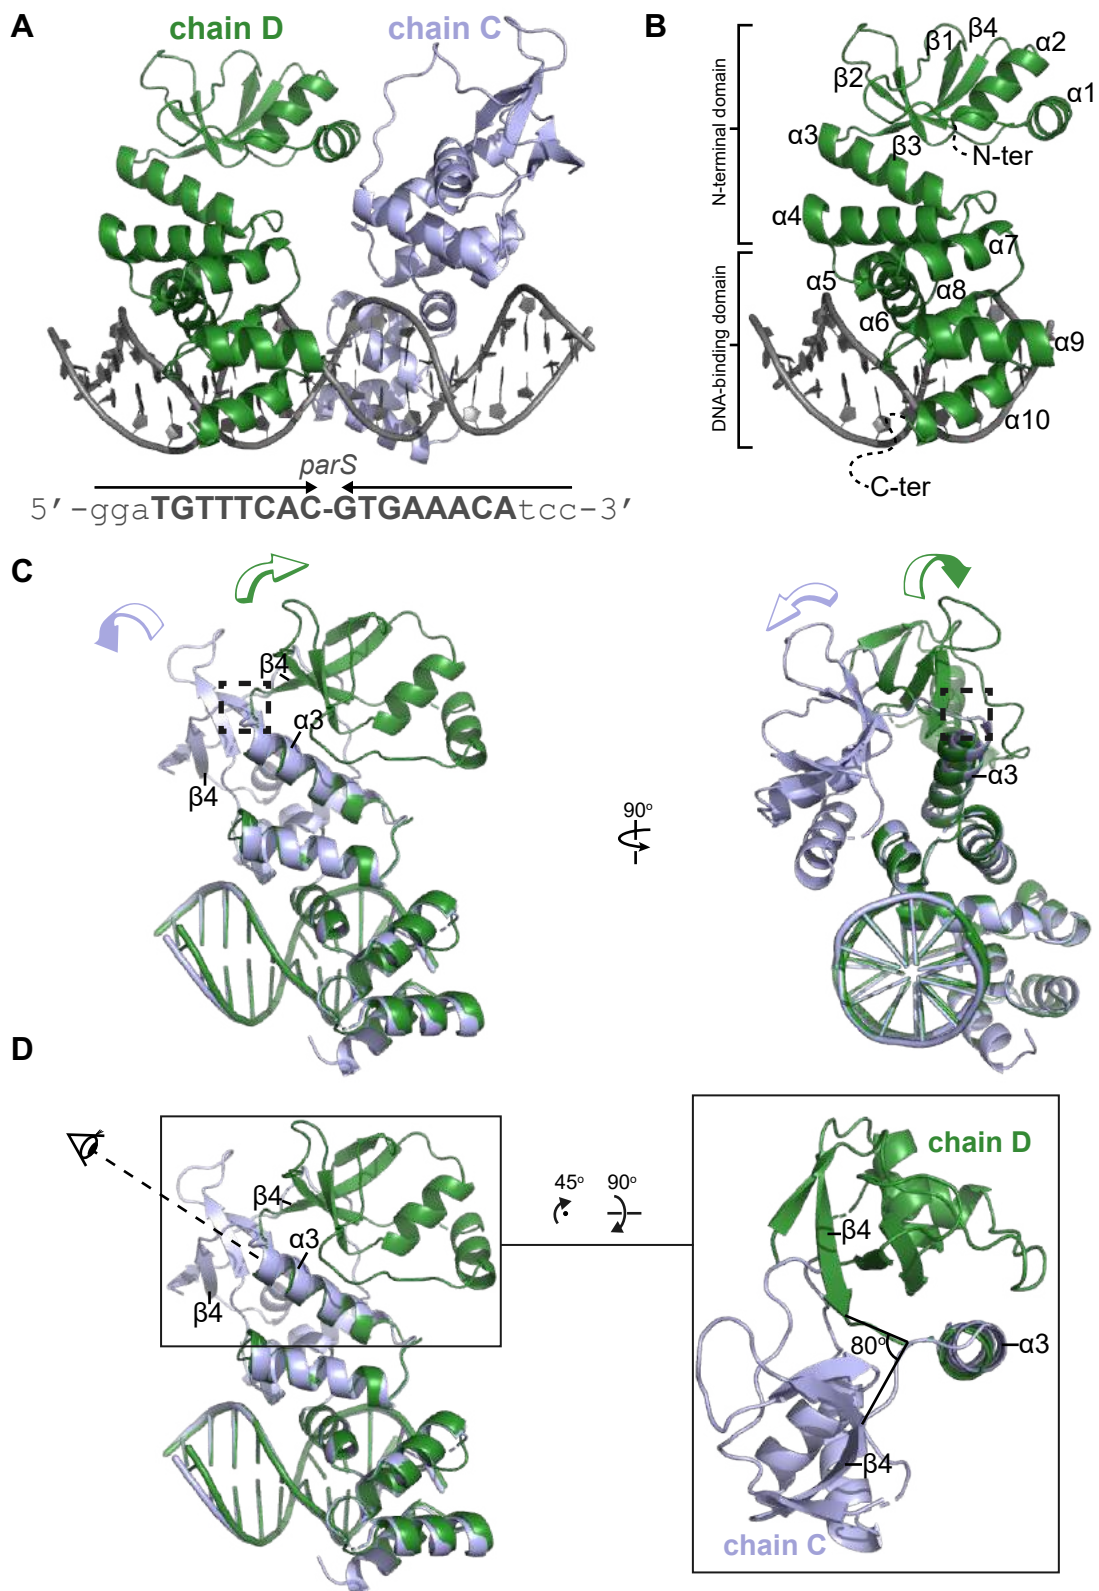 A
chain D
chain C
parS
5′-ggaTGTTTCAC-GTGAAACAtcc-3′
B
N-terminal domain
DNA-binding domain
β1
β4
α2
β2
α1
α3
β3
N-ter
α4
α7
α5
α8
α6
α9
α10
C-ter
C
β4
α3
β4
90°
α3
D
β4
α3
β4
45°
90°
chain D
β4
80°
α3
β4
chain C